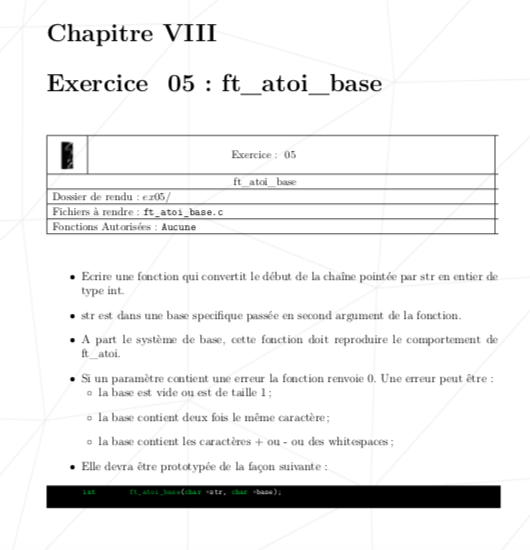 Chapitre VIII
Exercice 05 : ft_atoi_base
Exercice : 05
ft_atoi_base
Dossier de rendu : ex05/
Fichiers à rendre : ft_atoi_base.c
Fonctions Autorisées : Aucune
• Ecrire une fonction qui convertit le début de la chaîne pointée par str en entier de
type int.
• str est dans une base specifique passée en second argument de la fonction.
• A part le système de base, cette fonction doit reproduire le comportement de
ft_atoi.
• Si un paramètre contient une erreur la fonction renvoie 0. Une erreur peut être :
◦ la base est vide ou est de taille 1 ;
◦ la base contient deux fois le même caractère ;
◦ la base contient les caractères + ou - ou des whitespaces ;
• Elle devra être prototypée de la façon suivante :
int ft_atoi_base(char *str, char *base);